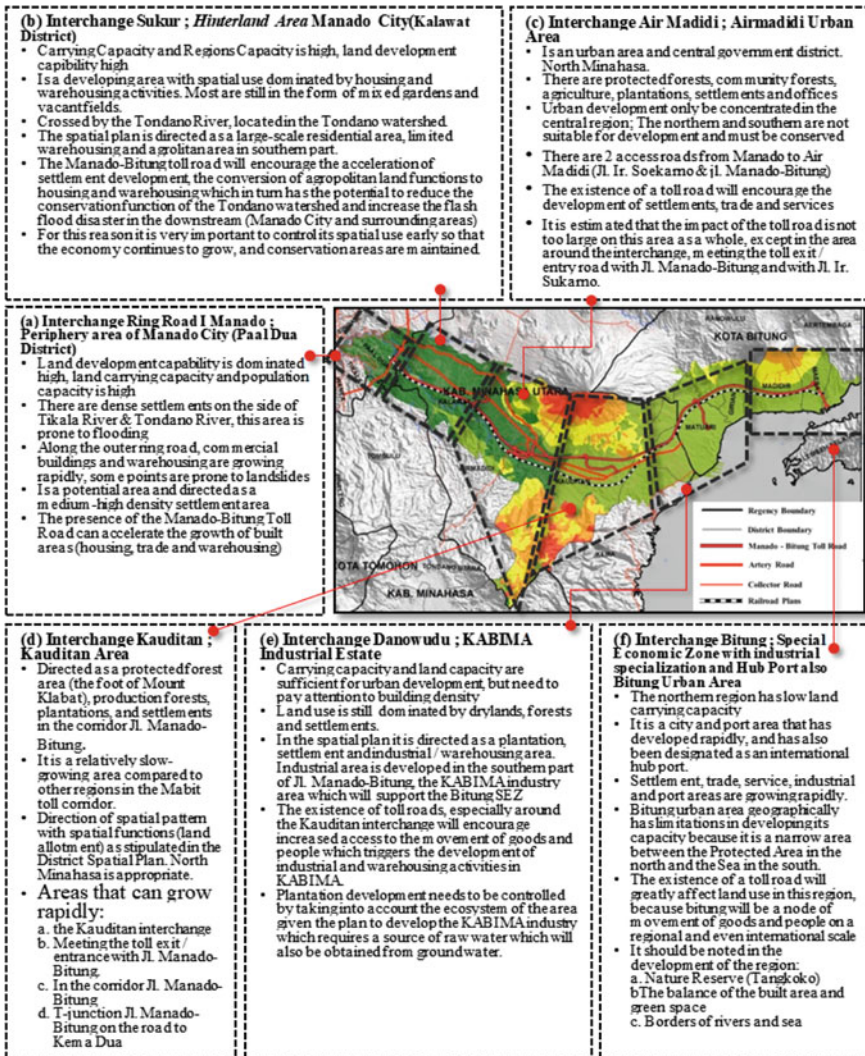 (b) Interchange Sukur ; Hinterland Area Manado City(Kalawat
District)
• Carrying Capacity and Regions Capacity is high, land development
capibility high
• Is a developing area with spatial use dominated by housing and
warehousing activities. Most are still in the form of mixed gardens and
vacant fields.
• Crossed by the Tondano River, located in the Tondano watershed.
• The spatial plan is directed as a large-scale residential area, limited
warehousing and agrolitan area in southern part.
• The Manado-Bitung toll road will encourage the acceleration of
settlement development, the conversion of agropolitan land functions to
housing and warehousing which in turn has the potential to reduce the
conservation function of the Tondano watershed and increase the flash
flood disaster in the downstream (Manado City and surrounding areas)
• For this reason it is very important to control its spatial use early so that
the economy continues to grow, and conservation areas are maintained.
(c) Interchange Air Madidi ; Airmadidi Urban
Area
• Is an urban area and central government district.
North Minahasa.
• There are protected forests, community forests,
agriculture, plantations, settlements and offices
• Urban development only be concentrated in the
central region; The northern and southern are not
suitable for development and must be conserved
• There are 2 access roads from Manado to Air
Madidi (Jl. Ir. Soekarno & jl. Manado-Bitung)
• The existence of a toll road will encourage the
development of settlements, trade and services
• It is estimated that the impact of the toll road is not
too large on this area as a whole, except in the area
around the interchange, meeting the toll exit /
entry road with Jl. Manado-Bitung and with Jl. Ir.
Sukarno.
(a) Interchange Ring Road I Manado ;
Periphery area of Manado City (Paal Dua
District)
• Land development capability is dominated
high, land carrying capacity and population
capacity is high
• There are dense settlements on the side of
Tikala River & Tondano River, this area is
prone to flooding
• Along the outer ring road, commercial
buildings and warehousing are growing
rapidly, some points are prone to landslides
• Is a potential area and directed as a
medium-high density settlement area
• The presence of the Manado-Bitung Toll
Road can accelerate the growth of built
areas (housing, trade and warehousing)
KOTA BITUNG
KAB. MINAHASA UTARA
MADIDIR
MATUARI
AIRMADIDI
KAUDITAN
KEMA
KOTA TOMOHON
KAB. MINAHASA
Regency Boundary
District Boundary
Manado - Bitung Toll Road
Artery Road
Collector Road
Railroad Plans
(d) Interchange Kauditan ;
Kauditan Area
• Directed as a protected forest
area (the foot of Mount
Klabat), production forests,
plantations, and settlements
in the corridor Jl. Manado-
Bitung.
• It is a relatively slow-
growing area compared to
other regions in the Mabit
toll corridor.
• Direction of spatial pattern
with spatial functions (land
allotment) as stipulated in the
District Spatial Plan. North
Minahasa is appropriate.
• Areas that can grow
rapidly:
a. the Kauditan interchange
b. Meeting the toll exit /
entrance with Jl. Manado-
Bitung.
c. In the corridor Jl. Manado-
Bitung
d. T-junction Jl. Manado-
Bitung on the road to
Kema Dua
(e) Interchange Danowudu ; KABIMA
Industrial Estate
• Carrying capacity and land capacity are
sufficient for urban development, but need to
pay attention to building density
• Land use is still dominated by drylands, forests
and settlements.
• In the spatial plan it is directed as a plantation,
settlement and industrial / warehousing area.
Industrial area is developed in the southern part
of Jl. Manado-Bitung, the KABIMA industry
area which will support the Bitung SEZ
• The existence of toll roads, especially around
the Kauditan interchange will encourage
increased access to the movement of goods and
people which triggers the development of
industrial and warehousing activities in
KABIMA.
• Plantation development needs to be controlled
by taking into account the ecosystem of the area
given the plan to develop the KABIMA industry
which requires a source of raw water which will
also be obtained from groundwater.
(f) Interchange Bitung ; Special
Economic Zone with industrial
specialization and Hub Port also
Bitung Urban Area
• The northern region has low land
carrying capacity
• It is a city and port area that has
developed rapidly, and has also
been designated as an international
hub port.
• Settlement, trade, service, industrial
and port areas are growing rapidly.
• Bitung urban area geographically
has limitations in developing its
capacity because it is a narrow area
between the Protected Area in the
north and the Sea in the south.
• The existence of a toll road will
greatly affect land use in this region,
because bitung will be a node of
movement of goods and people on a
regional and even international scale
• It should be noted in the
development of the region:
a. Nature Reserve (Tangkoko)
bThe balance of the built area and
green space
c. Borders of rivers and sea